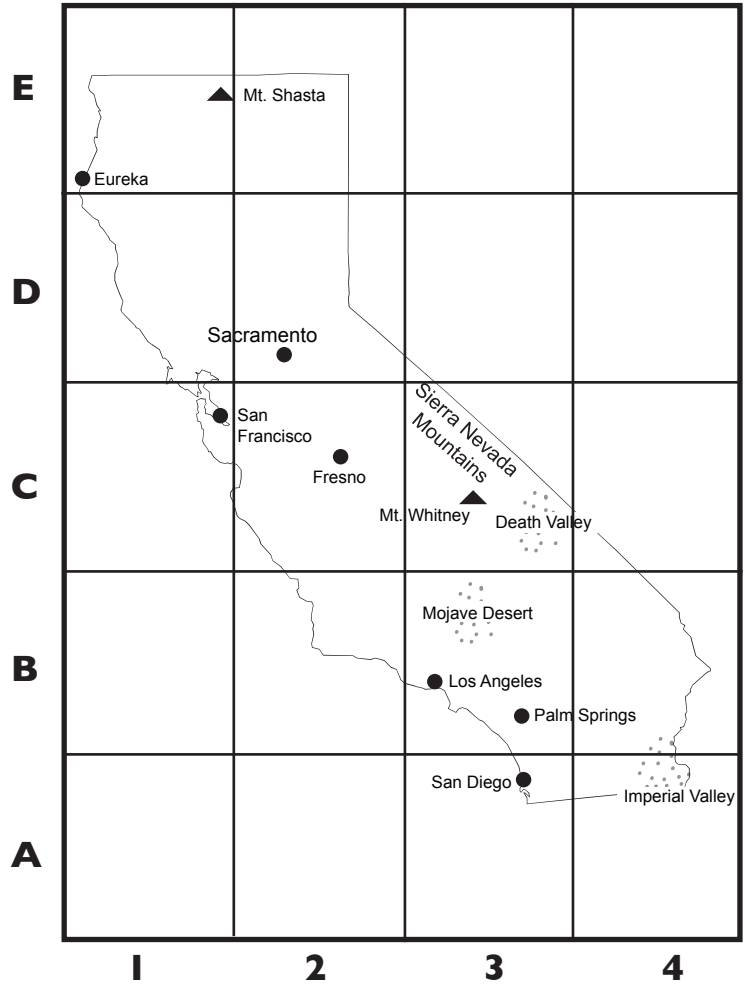 E
Mt. Shasta
Eureka
D
Sacramento
San
Francisco
Sierra Nevada
Mountains
Fresno
C
Mt. Whitney
Death Valley
Mojave Desert
B
Los Angeles
Palm Springs
San Diego
Imperial Valley
A
1
2
3
4